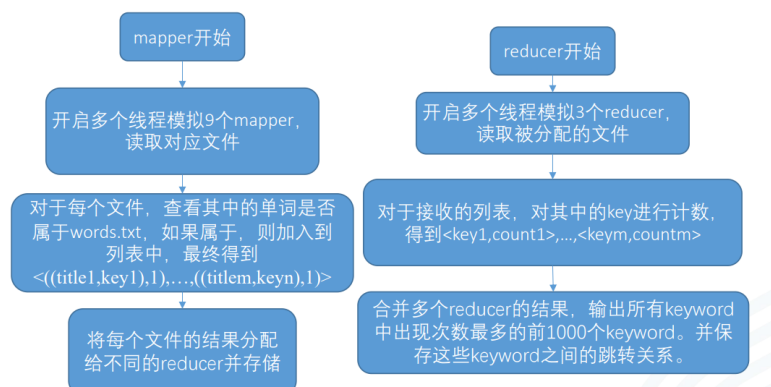 mapper开始
开启多个线程模拟9个mapper,
读取对应文件
对于每个文件，查看其中的单词是否
属于words.txt，如果属于，则加入到
列表中，最终得到
<((title1,key1),1),…,((titlem,keyn),1)>
将每个文件的结果分配
给不同的reducer并存储
reducer开始
开启多个线程模拟3个reducer,
读取被分配的文件
对于接收的列表，对其中的key进行计数，
得到<key1,count1>,…,<keym,countm>
合并多个reducer的结果，输出所有keyword
中出现次数最多的前1000个keyword。并保
存这些keyword之间的跳转关系。